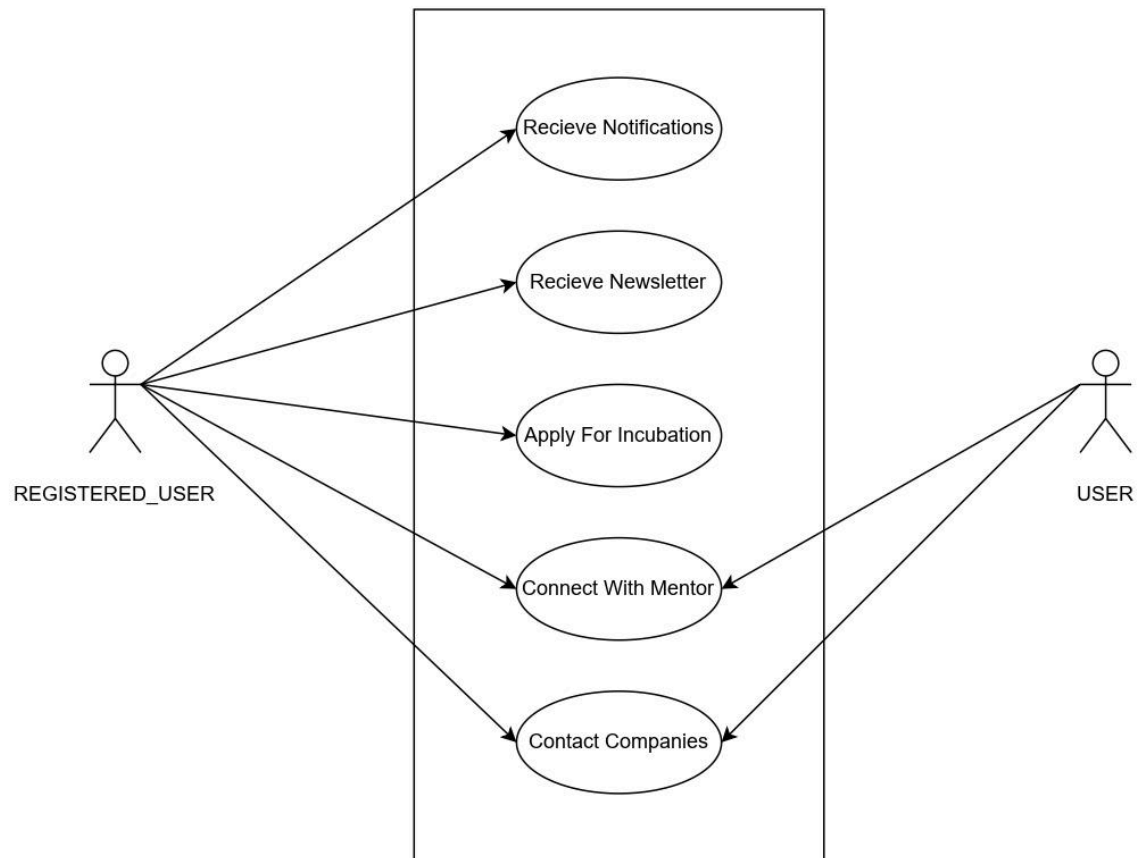 Recieve Notifications
Recieve Newsletter
Apply For Incubation
REGISTERED_USER
USER
Connect With Mentor
Contact Companies